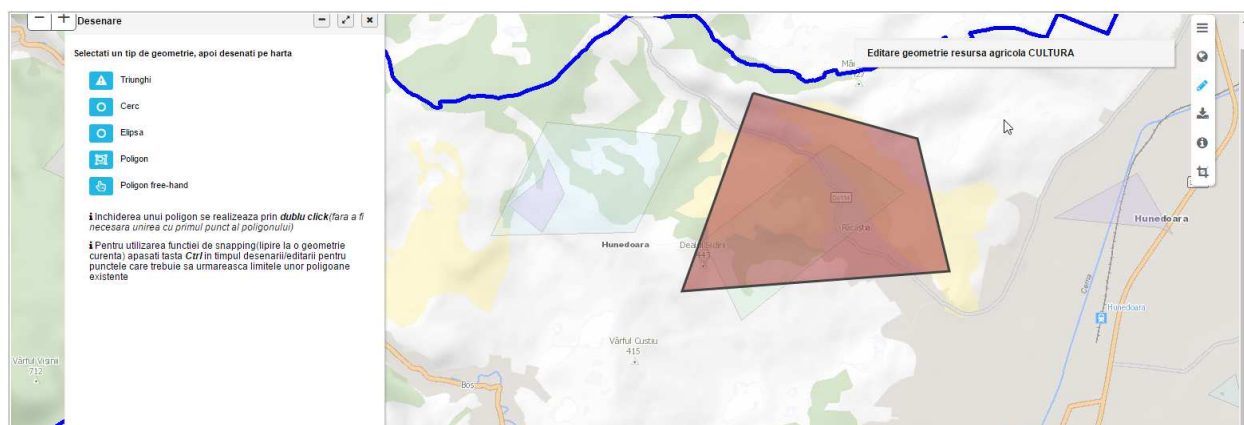 Desenare
Selectati un tip de geometrie, apoi desenati pe harta
Triunghi
Cerc
Elipsa
Poligon
Poligon free-hand
i Inchiderea unui poligon se realizeaza prin dublu click(fara a fi
necesara unirea cu primul punct al poligonului)
i Pentru utilizarea functiei de snapping(lipire la o geometrie
curenta) apasati tasta Ctrl in timpul desenarii/editarii pentru
punctele care trebuie sa urmareasca limitele unor poligoane
existente
Editare geometrie resursa agricola CULTURA
Hunedoara
Hunedoara
Cerna
Hunedoara
Vârful Custiu
415
Vârful Visinii
712
Bos